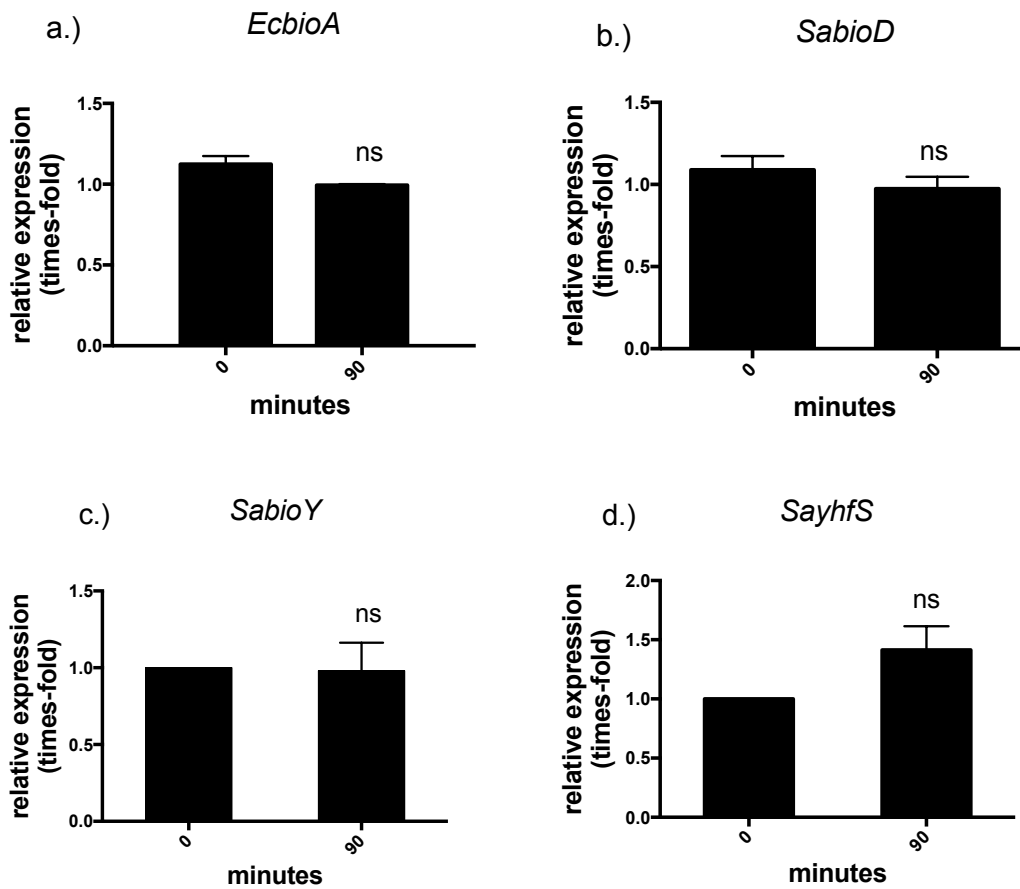 a.)
EcbioA
relative expression
(times-fold)
1.5
1.0
0.5
0.0
ns
0
90
minutes
b.)
SabioD
relative expression
(times-fold)
1.5
1.0
0.5
0.0
ns
0
90
minutes
c.)
SabioY
relative expression
(times-fold)
1.5
1.0
0.5
0.0
ns
0
90
minutes
d.)
SayhfS
relative expression
(times-fold)
2.0
1.5
1.0
0.5
0.0
ns
0
90
minutes